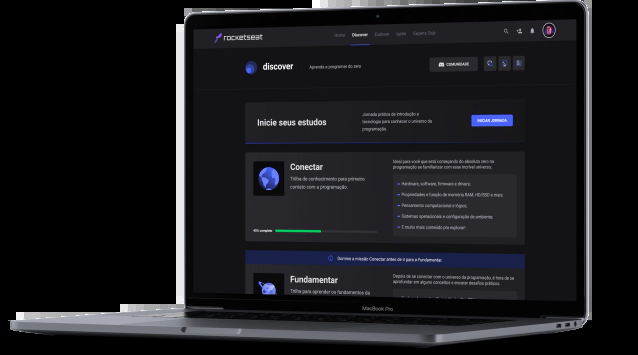 rocketseat
Home Discover Explorer Ignite Experts Club
discover
Aprenda a programar do zero
COMUNIDADE
Inicie seus estudos
Jornada prática de introdução a
tecnologia para conhecer o universo da
programação.
INICIAR JORNADA
Conectar
Trilha de conhecimento para primeiro
contato com a programação.
40% completo
Ideal para você que está começando do absoluto zero na
programação se familiarizar com esse incrível universo;
Hardware, software, firmware e drivers;
Propriedades e função de memória RAM, HD/SSD e mais;
Pensamento computacional e lógico;
Sistemas operacionais e configuração do ambiente;
E muito mais conteúdo pra explorar!
Domine a missão Conectar antes de ir para a Fundamentar.
Fundamentar
Trilha para aprender os fundamentos da
Depois de se conectar com o universo da programação, é hora de se
aprofundar em alguns conceitos e encarar desafios práticos.
MacBook Pro